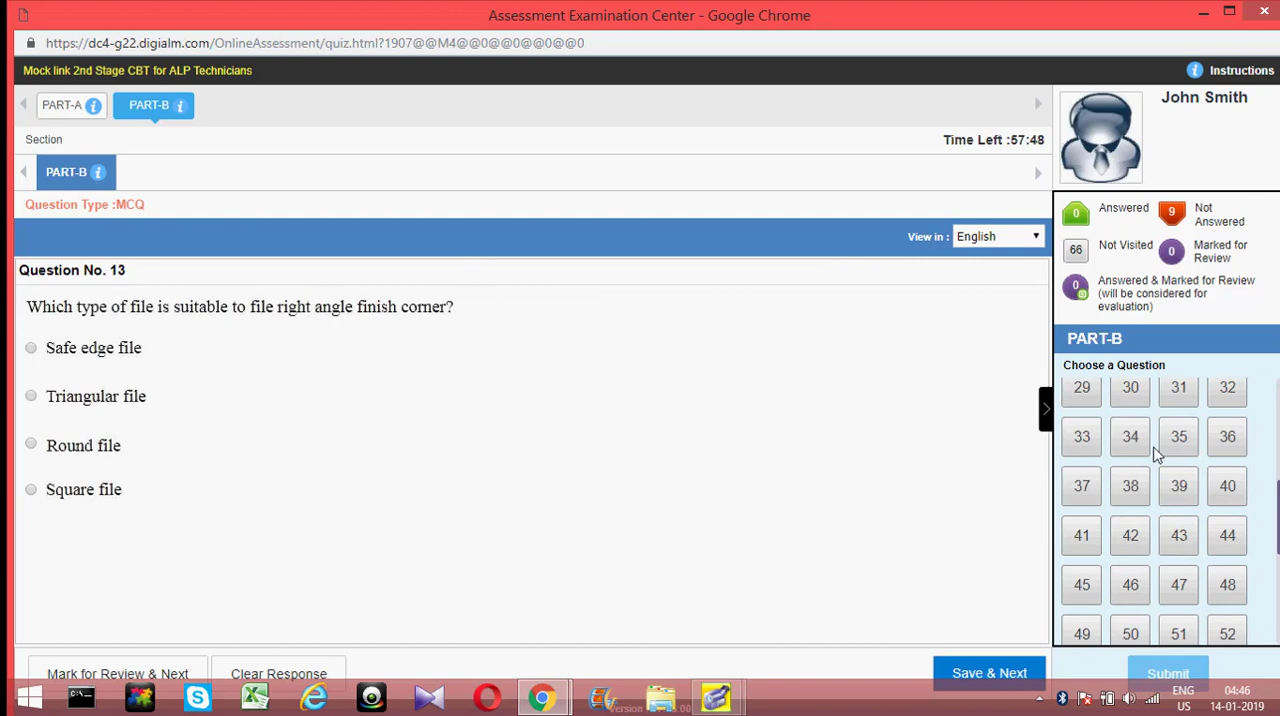 Assessment Examination Center - Google Chrome
https://dc4-g22.digialm.com/OnlineAssessment/quiz.html?1907@@M4@@0@@0@@0@@0
Mock link 2nd Stage CBT for ALP Technicians
Instructions
PART-A
PART-B
John Smith
Section
Time Left :57:48
PART-B
Question Type :MCQ
View in :
English
Question No. 13
Which type of file is suitable to file right angle finish corner?
Safe edge file
Triangular file
Round file
Square file
0 Answered
9 Not Answered
66 Not Visited
0 Marked for Review
0 Answered & Marked for Review (will be considered for evaluation)
PART-B
Choose a Question
29 30 31 32
33 34 35 36
37 38 39 40
41 42 43 44
45 46 47 48
49 50 51 52
Mark for Review & Next
Clear Response
Save & Next
Submit
Version
ENG
US
04:46
14-01-2019